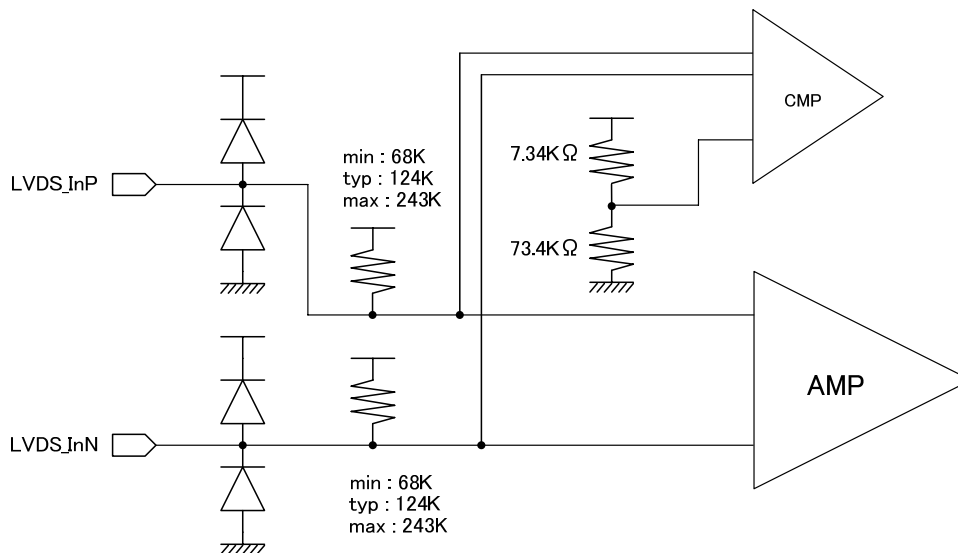 CMP
7.34KΩ
min : 68K
typ : 124K
max : 243K
LVDS_InP
73.4KΩ
AMP
LVDS_InN
min : 68K
typ : 124K
max : 243K